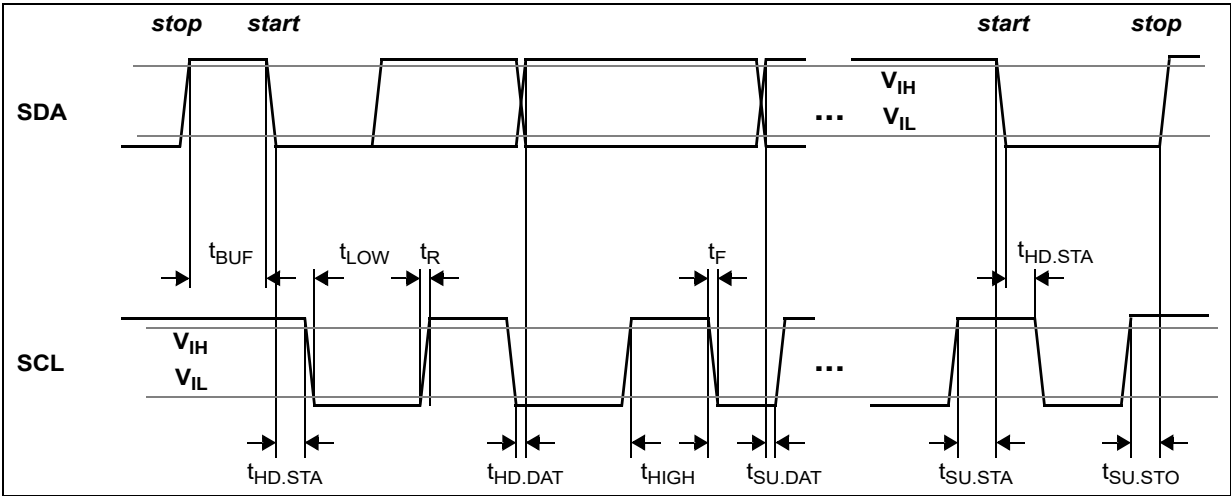 stop start start stop
SDA
V_IH
V_IL
...
t_BUF t_LOW t_R t_F t_HD.STA
SCL
V_IH
V_IL
...
t_HD.STA t_HD.DAT t_HIGH t_SU.DAT t_SU.STA t_SU.STO